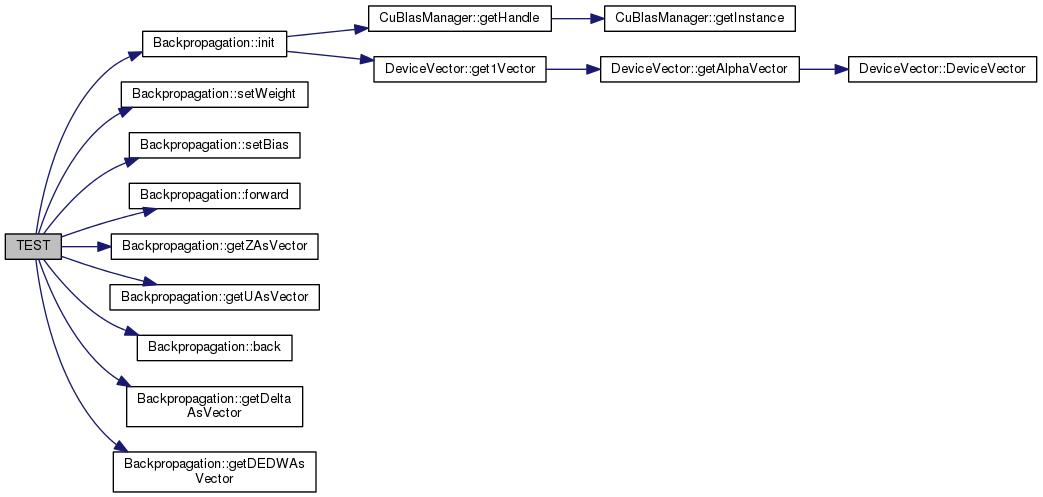 TEST
Backpropagation::init
CuBlasManager::getHandle
CuBlasManager::getInstance
DeviceVector::get1Vector
DeviceVector::getAlphaVector
DeviceVector::DeviceVector
Backpropagation::setWeight
Backpropagation::setBias
Backpropagation::forward
Backpropagation::getZAsVector
Backpropagation::getUAsVector
Backpropagation::back
Backpropagation::getDelta
AsVector
Backpropagation::getDEDWAs
Vector